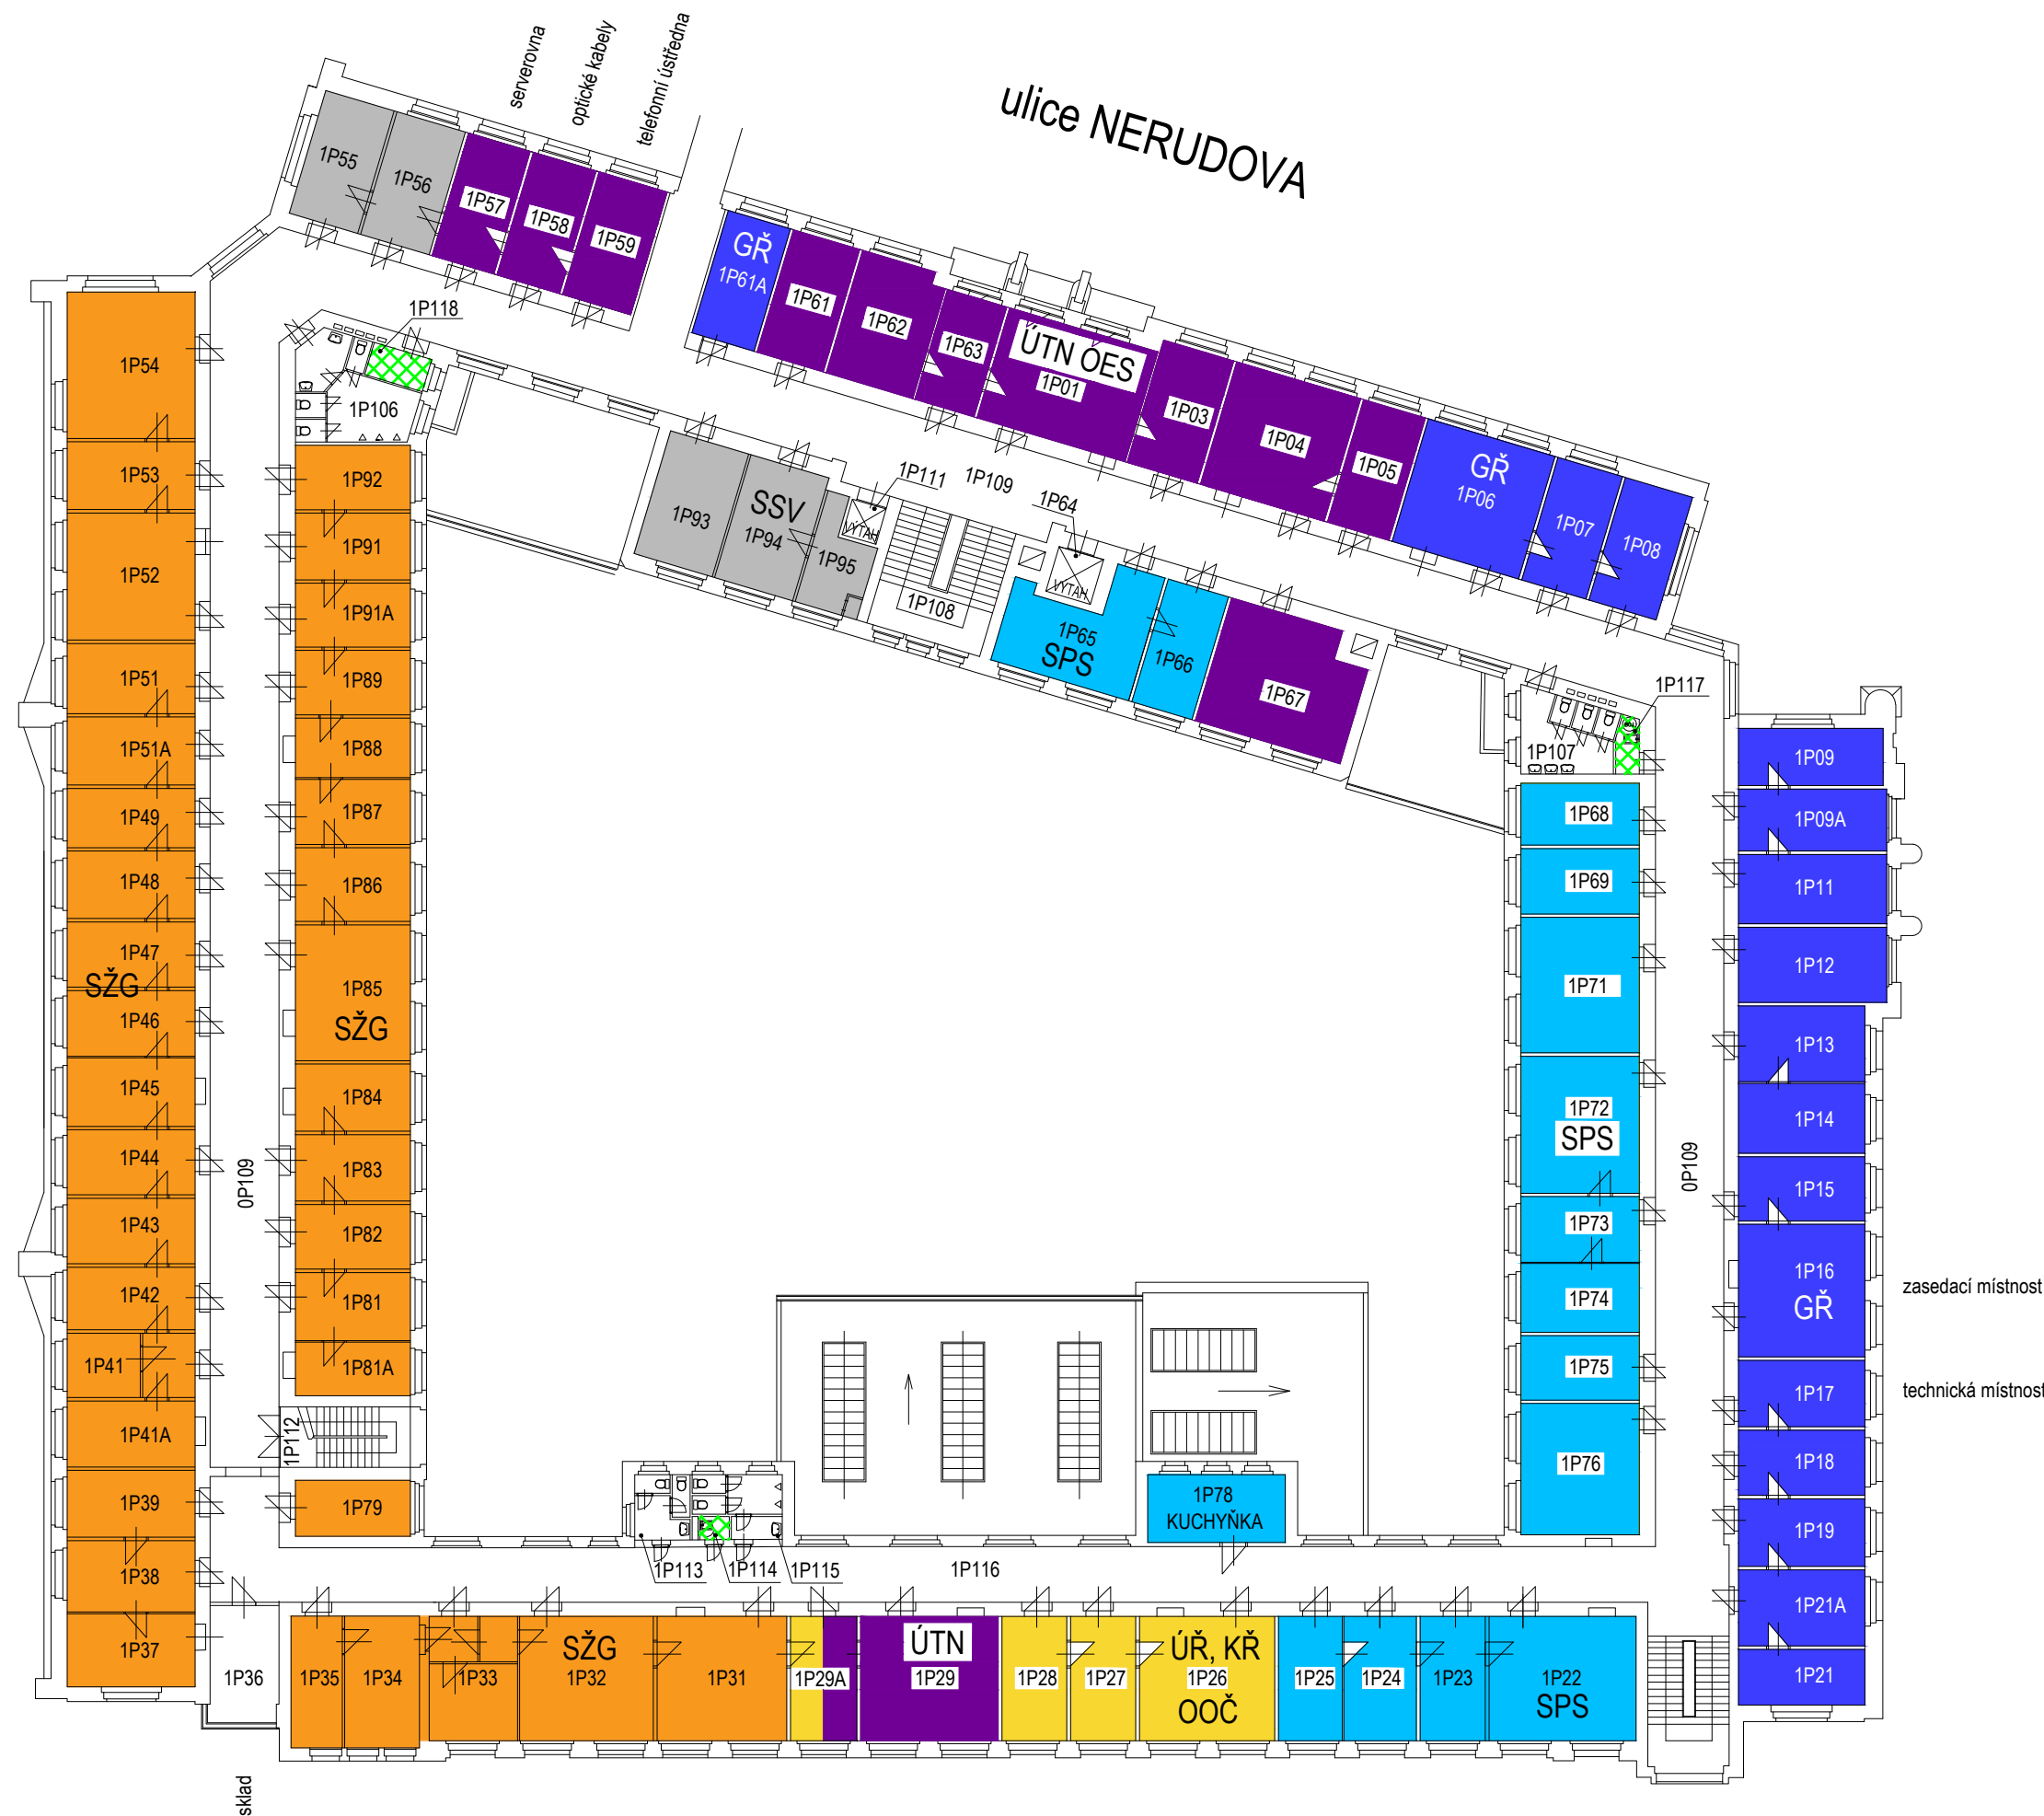 serverovna
optické kabely
telefonní ústředna
ulice NERUDOVA
1P55
1P56
1P57
1P58
1P59
GŘ
1P61A
1P61
1P62
1P63
ÚTN OES
1P01
1P03
1P04
1P05
GŘ
1P06
1P07
1P08
1P118
1P106
1P93
SSV
1P94
1P95
1P111
VÝTAH
1P109
1P64
VÝTAH
1P108
1P65
SPS
1P66
1P67
1P117
1P107
1P54
1P53
1P52
1P51
1P51A
1P49
1P48
1P47
SŽG
1P46
1P45
1P44
1P43
1P42
1P41
1P41A
1P39
1P38
1P37
0P109
1P92
1P91
1P91A
1P89
1P88
1P87
1P86
1P85
SŽG
1P84
1P83
1P82
1P81
1P81A
1P112
1P79
1P68
1P69
1P71
1P72
SPS
1P73
1P74
1P75
1P76
0P109
1P09
1P09A
1P11
1P12
1P13
1P14
1P15
1P16
GŘ
zasedací místnost
1P17
technická místnost
1P18
1P19
1P21A
1P21
1P78
KUCHYŇKA
1P113
1P114
1P115
1P116
1P36
sklad
1P35
1P34
1P33
SŽG
1P32
1P31
1P29A
ÚTN
1P29
1P28
1P27
ÚŘ, KŘ
1P26
OOČ
1P25
1P24
1P23
1P22
SPS